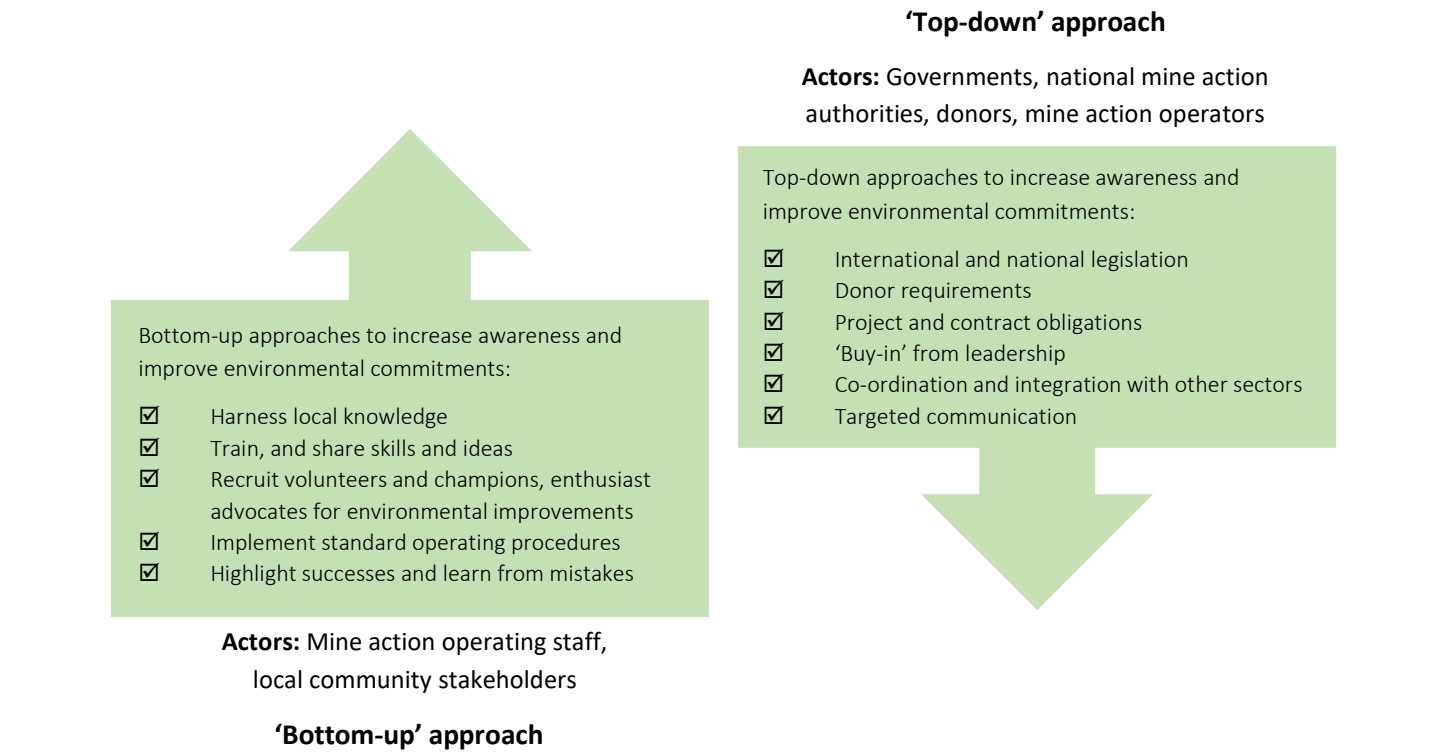 ‘Top-down’ approach
Actors: Governments, national mine action
authorities, donors, mine action operators
Top-down approaches to increase awareness and
improve environmental commitments:
☑ International and national legislation
☑ Donor requirements
☑ Project and contract obligations
☑ ‘Buy-in’ from leadership
☑ Co-ordination and integration with other sectors
☑ Targeted communication
Bottom-up approaches to increase awareness and
improve environmental commitments:
☑ Harness local knowledge
☑ Train, and share skills and ideas
☑ Recruit volunteers and champions, enthusiast
advocates for environmental improvements
☑ Implement standard operating procedures
☑ Highlight successes and learn from mistakes
Actors: Mine action operating staff,
local community stakeholders
‘Bottom-up’ approach